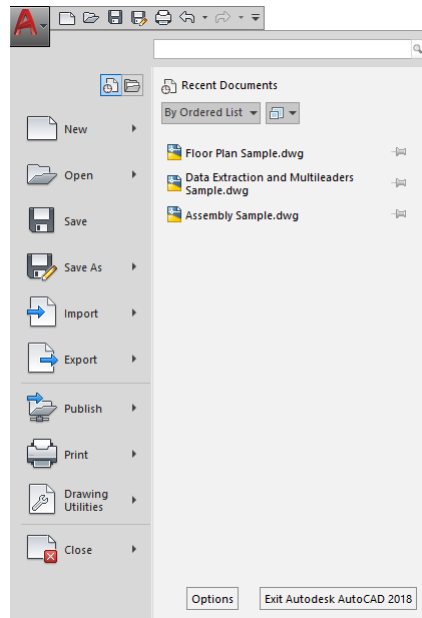 A
Recent Documents
By Ordered List
New
Floor Plan Sample.dwg
Open
Data Extraction and Multileaders
Sample.dwg
Save
Assembly Sample.dwg
Save As
Import
Export
Publish
Print
Drawing
Utilities
Close
Options
Exit Autodesk AutoCAD 2018